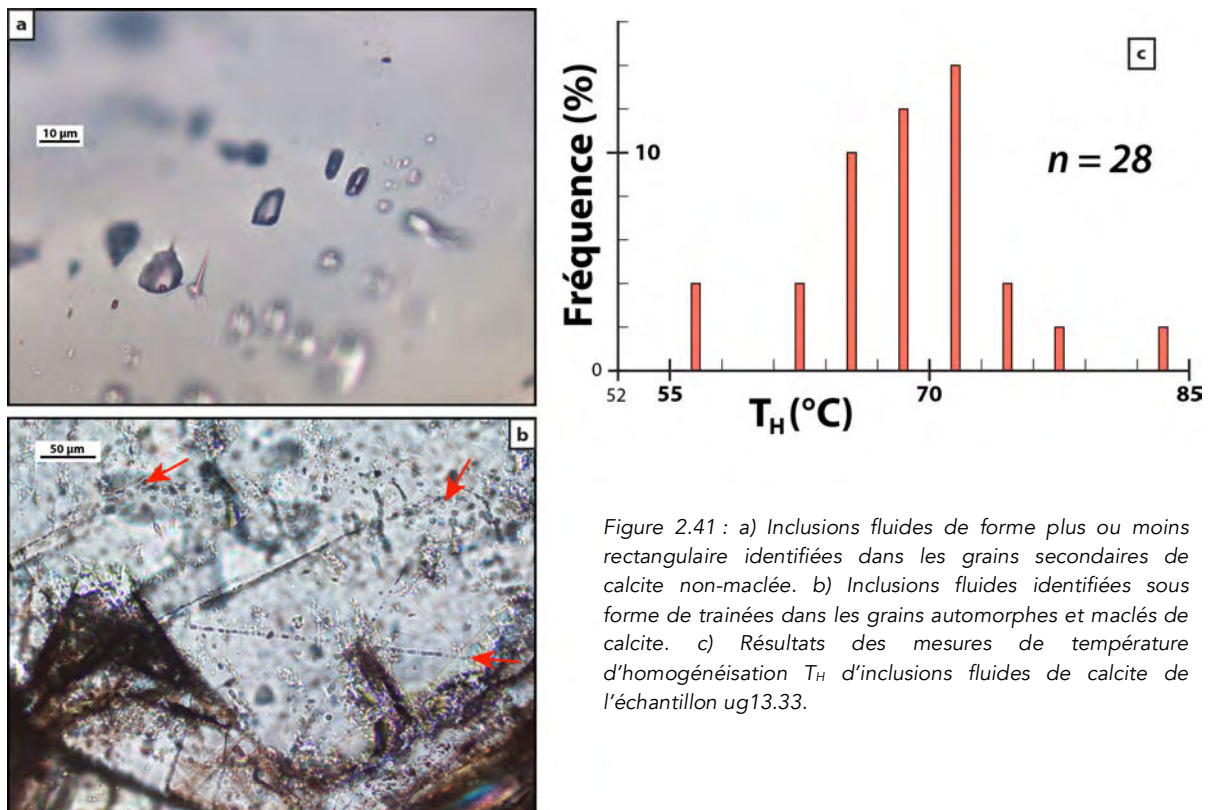 a
10 µm
b
50 µm
c
Fréquence (%)
10
0
n = 28
52 55 70 85
T_H (°C)
Figure 2.41 : a) Inclusions fluides de forme plus ou moins
rectangulaire identifiées dans les grains secondaires de
calcite non-maclée. b) Inclusions fluides identifiées sous
forme de trainées dans les grains automorphes et maclés de
calcite. c) Résultats des mesures de température
d'homogénéisation T_H d'inclusions fluides de calcite de
l'échantillon ug13.33.